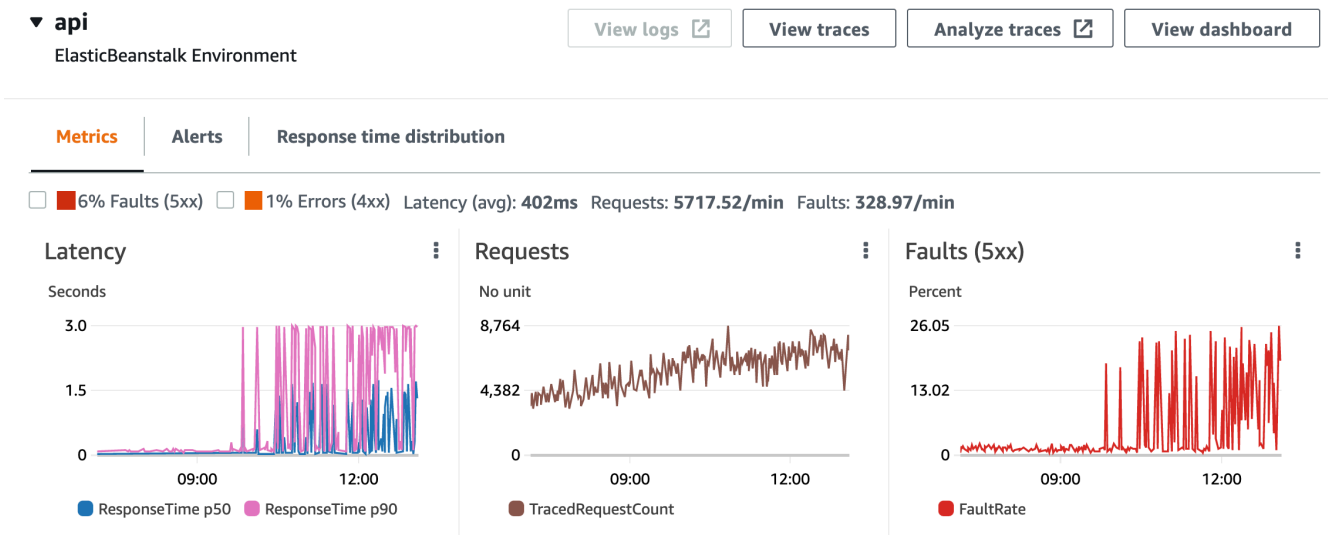 api
View logs
View traces
Analyze traces
View dashboard
ElasticBeanstalk Environment
Metrics
Alerts
Response time distribution
6% Faults (5xx) 1% Errors (4xx) Latency (avg): 402ms Requests: 5717.52/min Faults: 328.97/min
Latency
Seconds
3.0
1.5
0
09:00 12:00
ResponseTime p50 ResponseTime p90
Requests
No unit
8,764
4,382
0
09:00 12:00
TracedRequestCount
Faults (5xx)
Percent
26.05
13.02
0
09:00 12:00
FaultRate